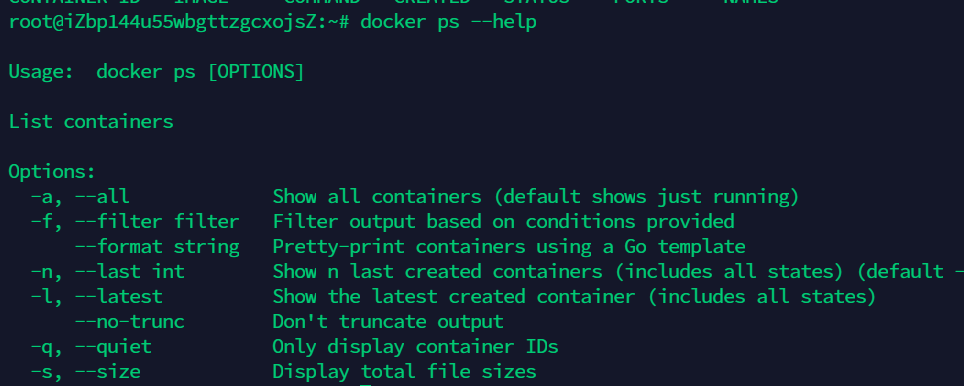 CONTAINER ID   IMAGE     COMMAND   CREATED   STATUS    PORTS     NAMES
root@iZbp144u55wbgttzgcxojsZ:~# docker ps --help
Usage:  docker ps [OPTIONS]
List containers
Options:
  -a, --all             Show all containers (default shows just running)
  -f, --filter filter   Filter output based on conditions provided
      --format string   Pretty-print containers using a Go template
  -n, --last int        Show n last created containers (includes all states) (default -
  -l, --latest          Show the latest created container (includes all states)
      --no-trunc        Don't truncate output
  -q, --quiet           Only display container IDs
  -s, --size            Display total file sizes